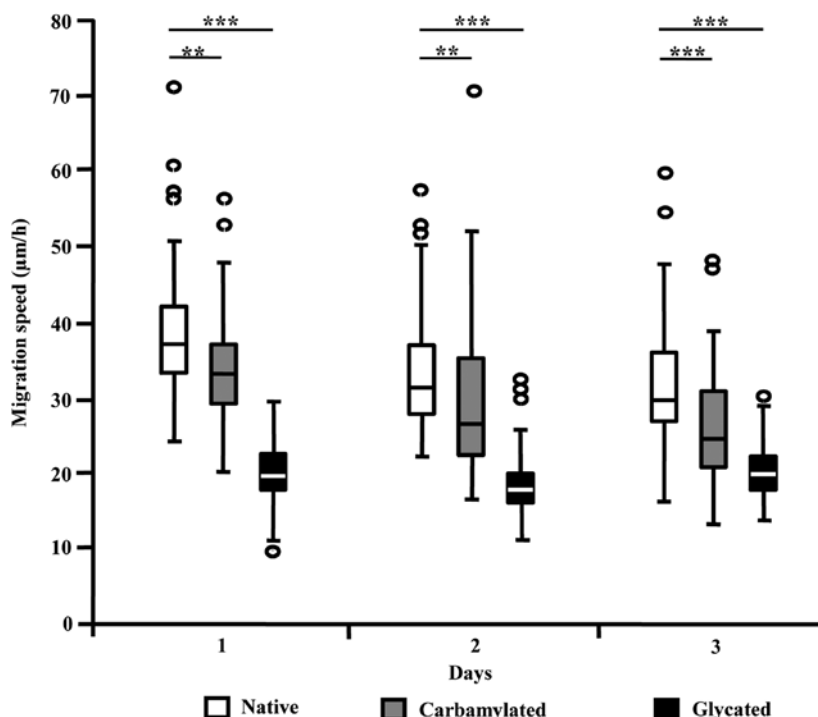 80
*** *** ***
** ** ***
70
60
50
40
30
20
10
0
Migration speed (µm/h)
1 2 3
Days
Native Carbamylated Glycated